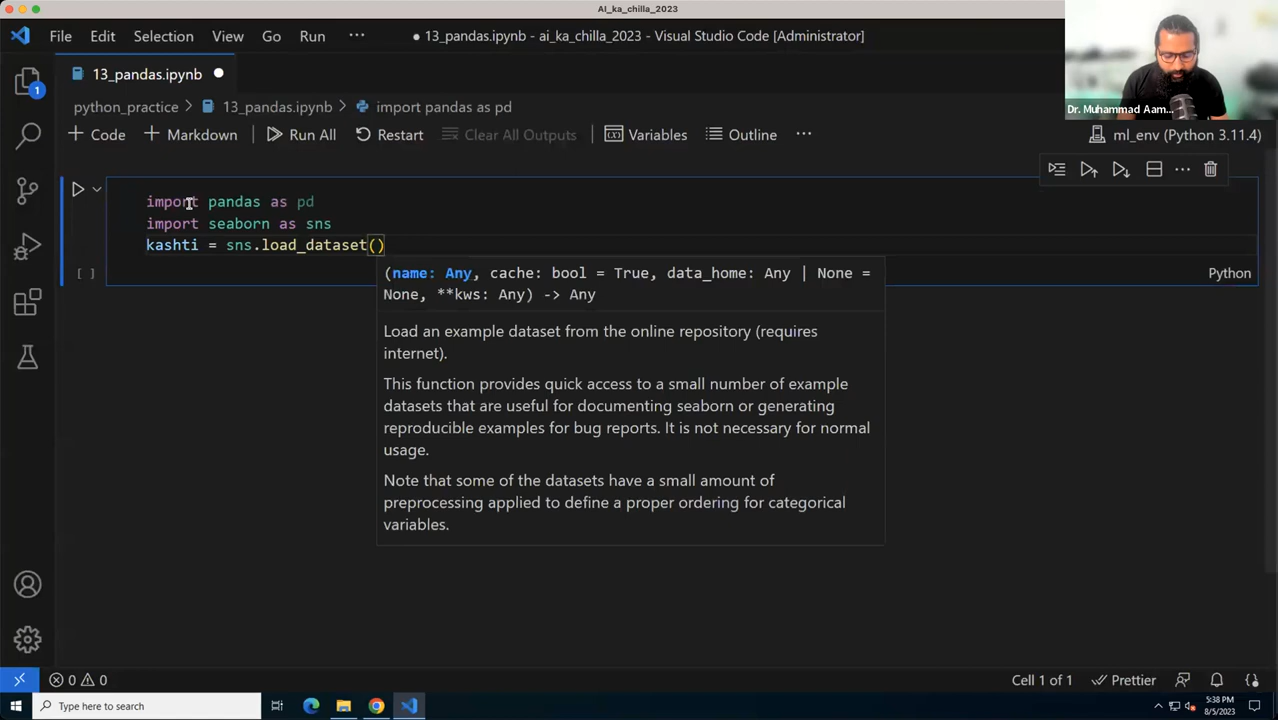 AI_ka_chilla_2023
File Edit Selection View Go Run ··· ● 13_pandas.ipynb - ai_ka_chilla_2023 - Visual Studio Code [Administrator]
13_pandas.ipynb ●
Dr. Muhammad Aam...
1
python_practice > 13_pandas.ipynb > import pandas as pd
+ Code + Markdown Run All Restart Clear All Outputs Variables Outline ··· ml_env (Python 3.11.4)
import pandas as pd
import seaborn as sns
kashti = sns.load_dataset()
[ ] Python
(name: Any, cache: bool = True, data_home: Any | None =
None, **kws: Any) -> Any
Load an example dataset from the online repository (requires
internet).
This function provides quick access to a small number of example
datasets that are useful for documenting seaborn or generating
reproducible examples for bug reports. It is not necessary for normal
usage.
Note that some of the datasets have a small amount of
preprocessing applied to define a proper ordering for categorical
variables.
0 0 Cell 1 of 1 Prettier
Type here to search
5:38 PM
8/5/2023